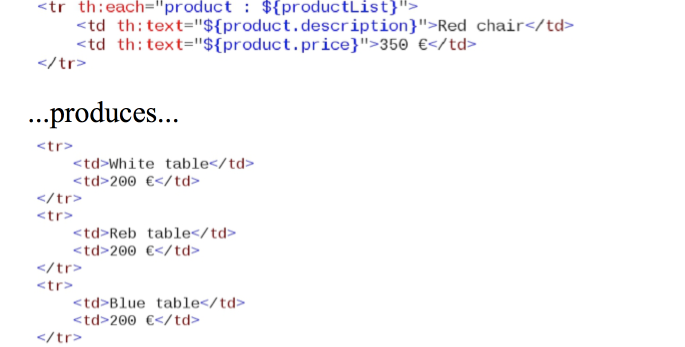 <tr th:each="product : ${productList}">
<td th:text="${product.description}">Red chair</td>
<td th:text="${product.price}">350 €</td>
</tr>
...produces...
<tr>
<td>White table</td>
<td>200 €</td>
</tr>
<tr>
<td>Reb table</td>
<td>200 €</td>
</tr>
<tr>
<td>Blue table</td>
<td>200 €</td>
</tr>